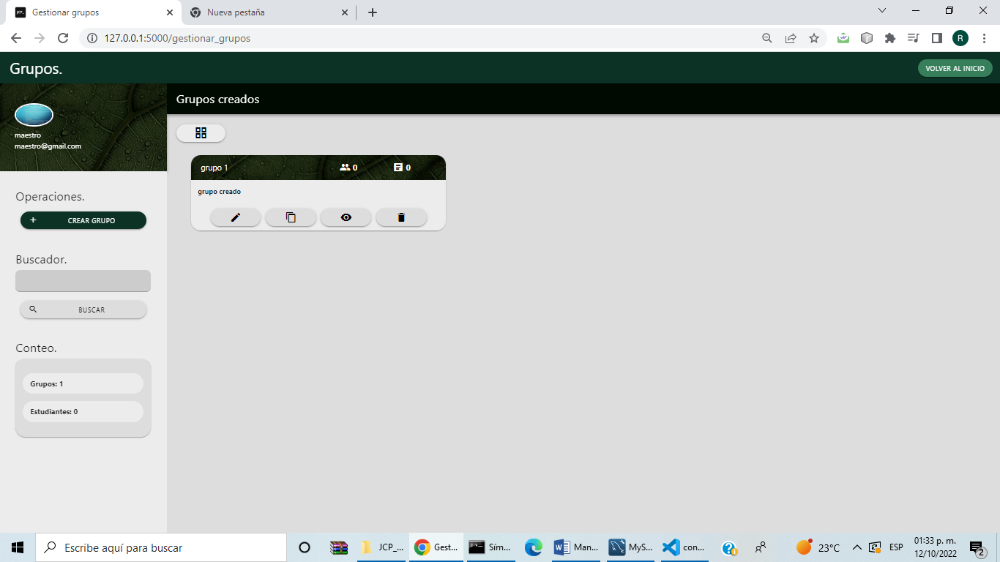 JCP_ Gestionar grupos
Nueva pestaña
127.0.0.1:5000/gestionar_grupos
R
Grupos.
VOLVER AL INICIO
maestro
maestro@gmail.com
Grupos creados
grupo 1 0 0
grupo creado
Operaciones.
+ CREAR GRUPO
Buscador.
BUSCAR
Conteo.
Grupos: 1
Estudiantes: 0
Escribe aquí para buscar
JCP_...
Gest...
Sím...
Man...
MyS...
con...
23°C
ESP
01:33 p. m.
12/10/2022
2